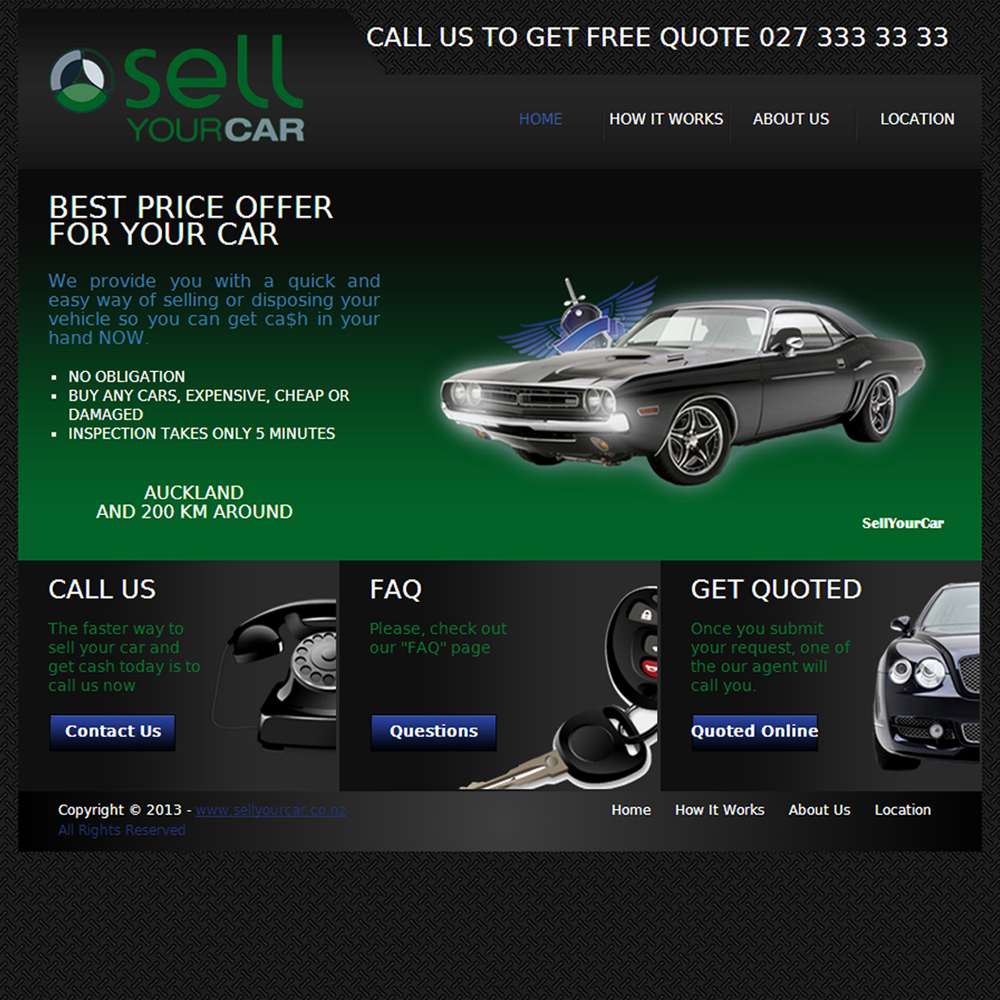 sell
YOURCAR
CALL US TO GET FREE QUOTE 027 333 33 33
HOME
HOW IT WORKS
ABOUT US
LOCATION
BEST PRICE OFFER
FOR YOUR CAR
We provide you with a quick and
easy way of selling or disposing your
vehicle so you can get ca$h in your
hand NOW.
NO OBLIGATION
BUY ANY CARS, EXPENSIVE, CHEAP OR
DAMAGED
INSPECTION TAKES ONLY 5 MINUTES
AUCKLAND
AND 200 KM AROUND
SellYourCar
CALL US
The faster way to
sell your car and
get cash today is to
call us now
Contact Us
FAQ
Please, check out
our "FAQ" page
Questions
GET QUOTED
Once you submit
your request, one of
the our agent will
call you.
Quoted Online
Copyright © 2013 - www.sellyourcar.co.nz
All Rights Reserved
Home
How It Works
About Us
Location